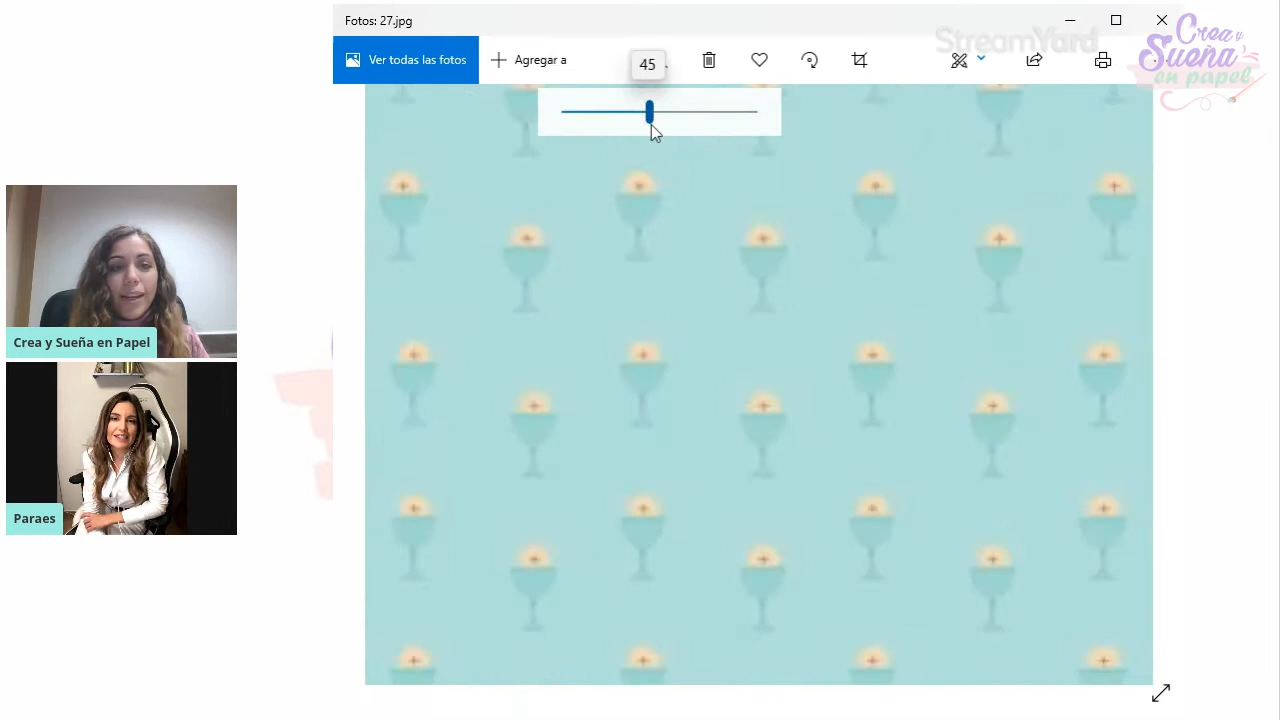 Fotos: 27.jpg
StreamYard
Crea y
Sueña
en papel
Ver todas las fotos
Agregar a
45
Crea y Sueña en Papel
Paraes